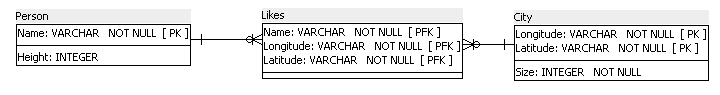 Person
Name: VARCHAR NOT NULL [ PK ]
Height: INTEGER
Likes
Name: VARCHAR NOT NULL [ PFK ]
Longitude: VARCHAR NOT NULL [ PFK ]
Latitude: VARCHAR NOT NULL [ PFK ]
City
Longitude: VARCHAR NOT NULL [ PK ]
Latitude: VARCHAR NOT NULL [ PK ]
Size: INTEGER NOT NULL